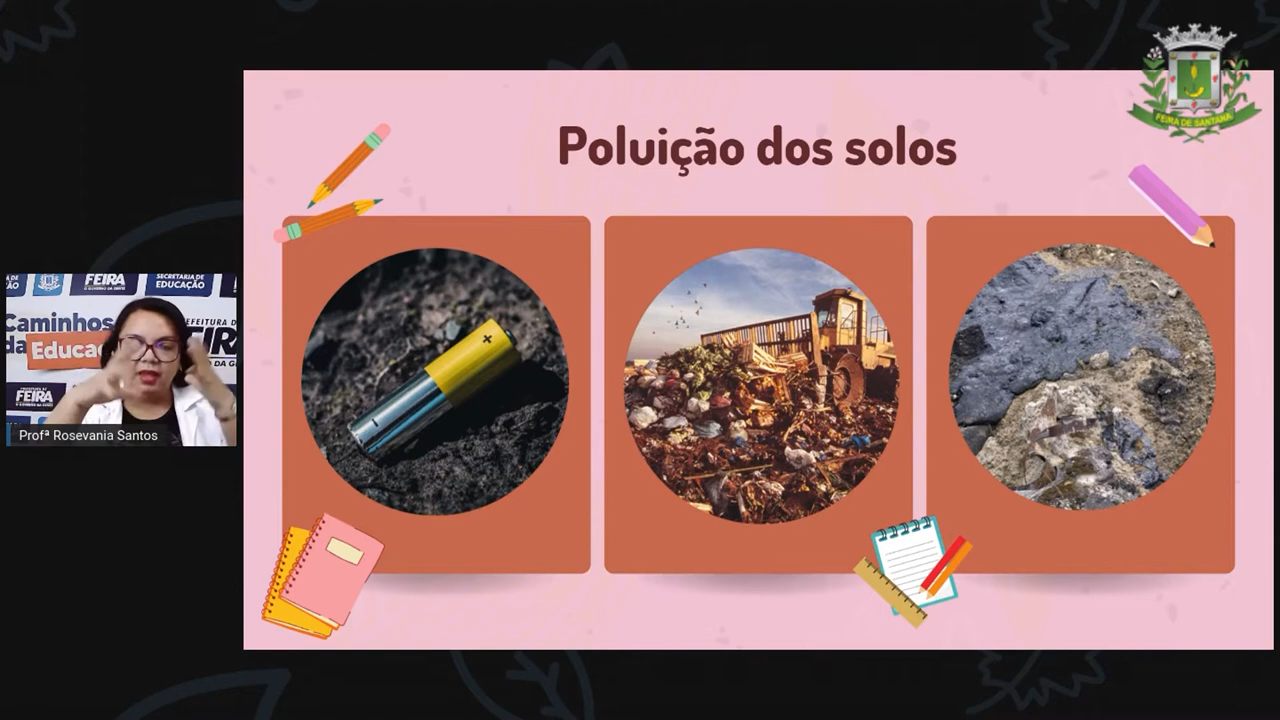 FEIRA DE SANTANA
Poluição dos solos
+
-
FEIRA
SECRETARIA DE
EDUCAÇÃO
Caminhos
da Educa
FEIRA
Profª Rosevania Santos